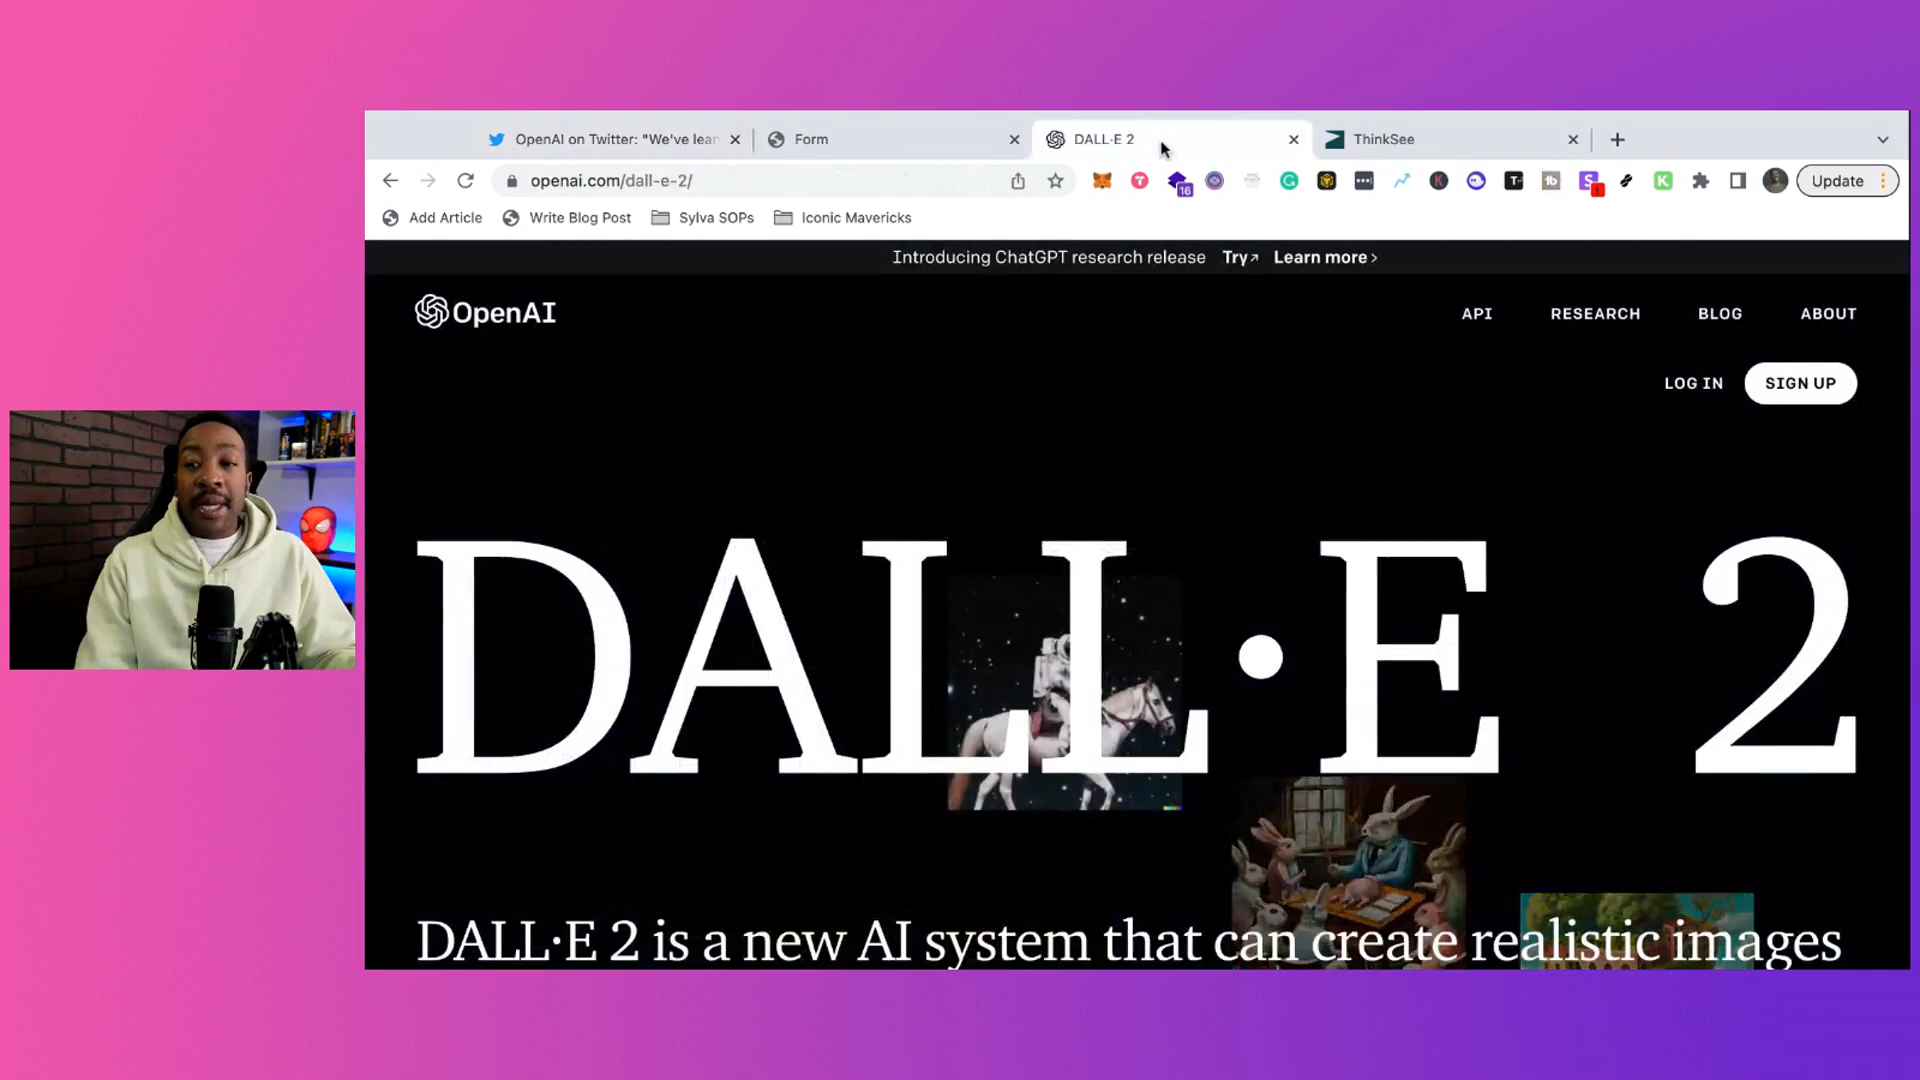 OpenAI on Twitter: "We've lear
Form
DALL·E 2
ThinkSee
openai.com/dall-e-2/
16
1
Update
Add Article
Write Blog Post
Sylva SOPs
Iconic Mavericks
Introducing ChatGPT research release Try↗ Learn more ›
OpenAI
API
RESEARCH
BLOG
ABOUT
LOG IN
SIGN UP
DALL·E 2
DALL·E 2 is a new AI system that can create realistic images